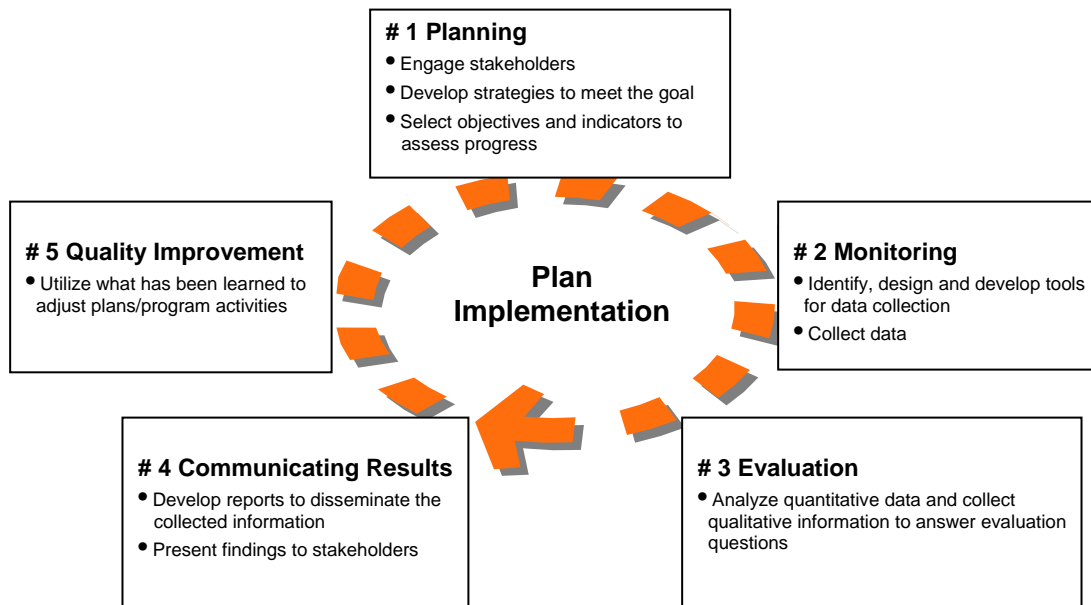 # 1 Planning
• Engage stakeholders
• Develop strategies to meet the goal
• Select objectives and indicators to
assess progress
# 2 Monitoring
• Identify, design and develop tools
for data collection
• Collect data
# 3 Evaluation
• Analyze quantitative data and collect
qualitative information to answer evaluation
questions
# 4 Communicating Results
• Develop reports to disseminate the
collected information
• Present findings to stakeholders
# 5 Quality Improvement
• Utilize what has been learned to
adjust plans/program activities
Plan
Implementation